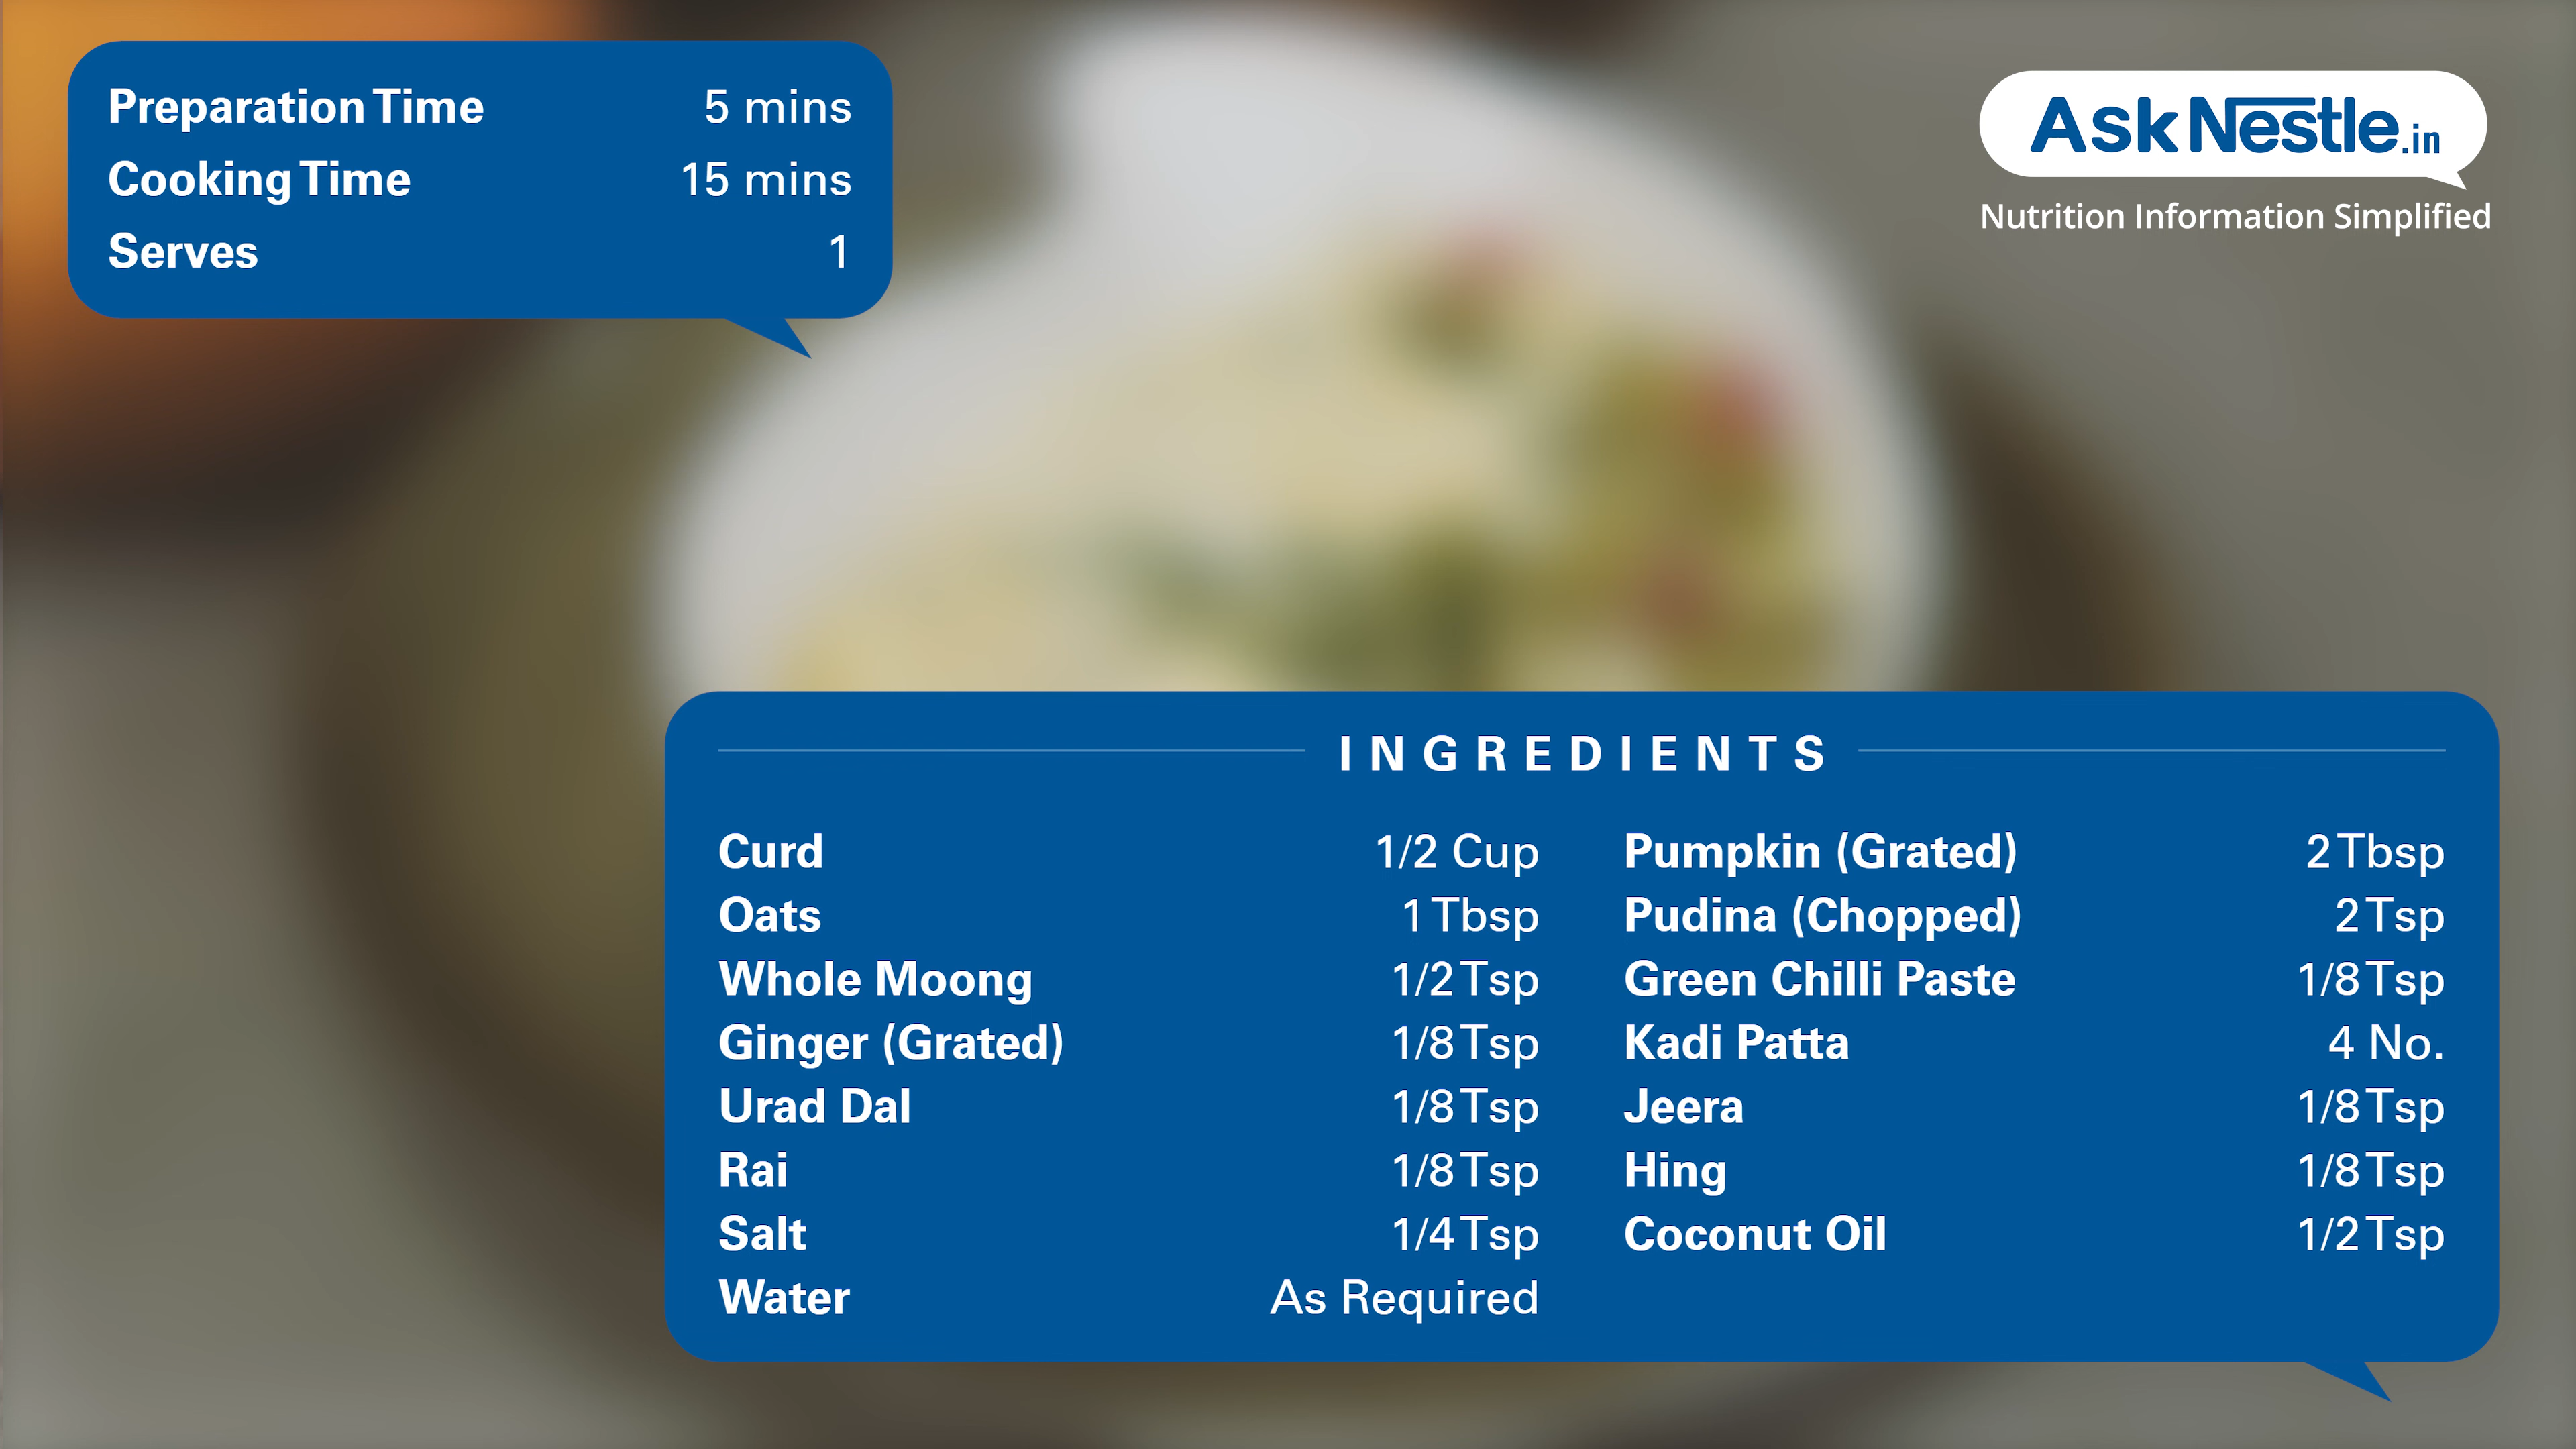 Preparation Time 5 mins
Cooking Time 15 mins
Serves 1
Ask Nestle.in
Nutrition Information Simplified
INGREDIENTS
Curd 1/2 Cup
Oats 1 Tbsp
Whole Moong 1/2 Tsp
Ginger (Grated) 1/8 Tsp
Urad Dal 1/8 Tsp
Rai 1/8 Tsp
Salt 1/4 Tsp
Water As Required
Pumpkin (Grated) 2 Tbsp
Pudina (Chopped) 2 Tsp
Green Chilli Paste 1/8 Tsp
Kadi Patta 4 No.
Jeera 1/8 Tsp
Hing 1/8 Tsp
Coconut Oil 1/2 Tsp